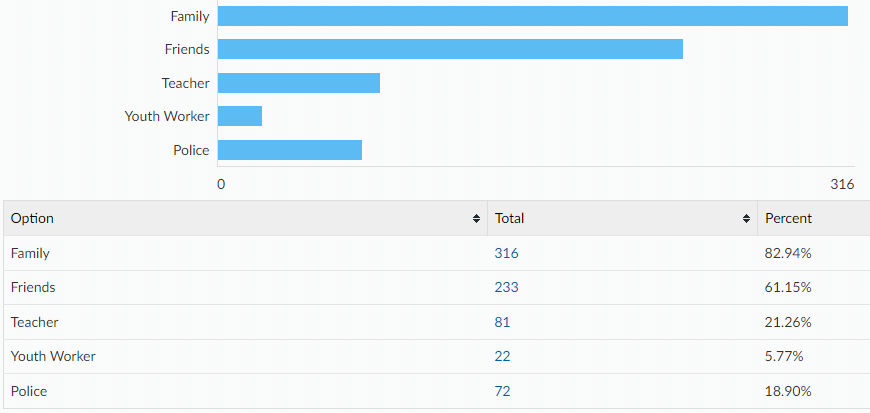 Family
Friends
Teacher
Youth Worker
Police
0 316
Option Total Percent
Family 316 82.94%
Friends 233 61.15%
Teacher 81 21.26%
Youth Worker 22 5.77%
Police 72 18.90%